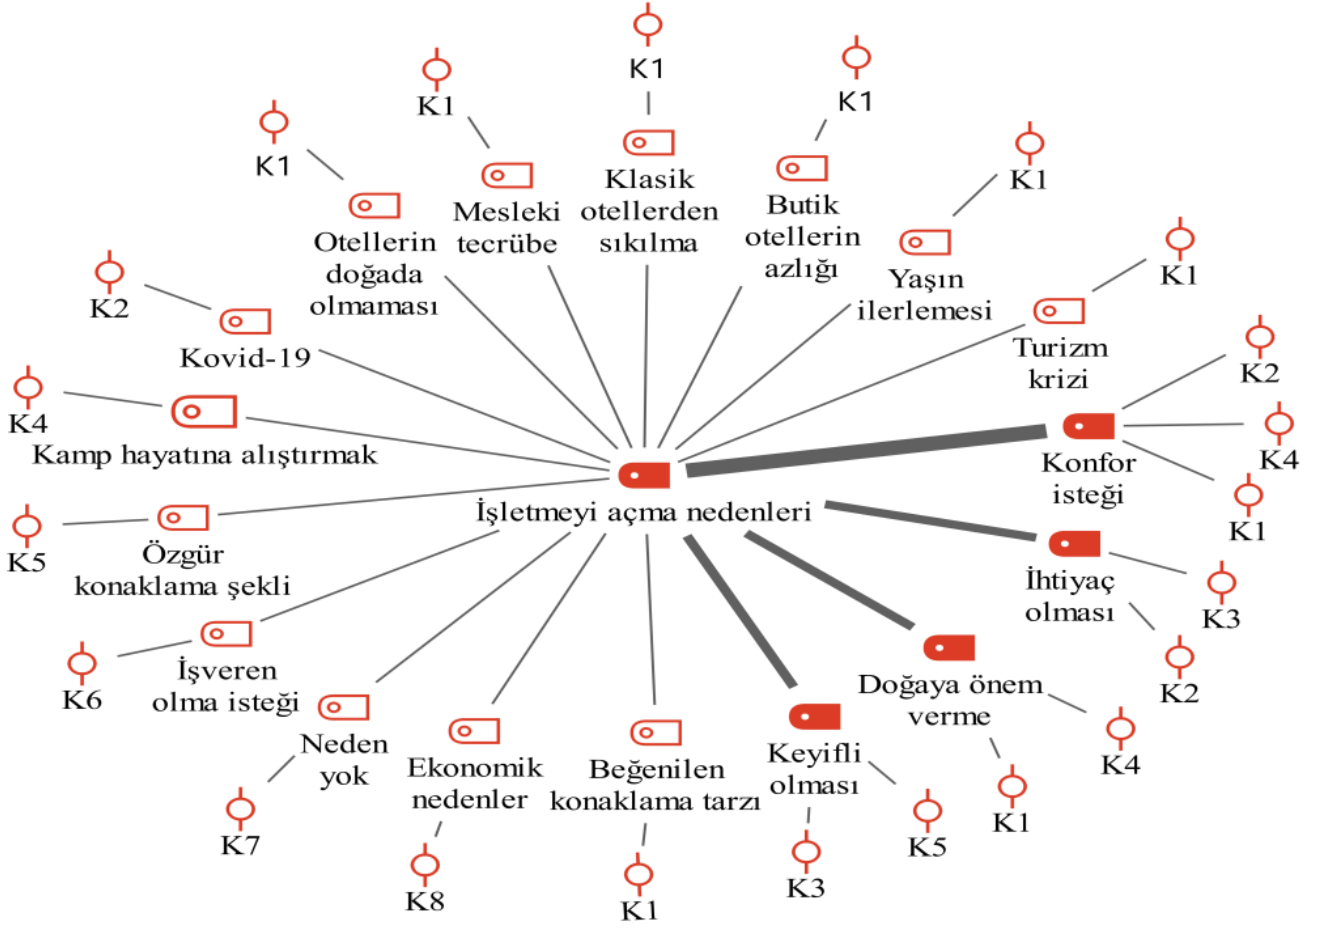 K1
K1
K1
K1
K1
K1
K2
K4
K5
K6
K7
K8
K1
K3
K5
K1
K4
K2
K3
K1
K4
K2
Klasik
otellerden
sıkılma
Mesleki
tecrübe
Butik
otellerin
azlığı
Otellerin
doğada
olmaması
Yaşın
ilerlemesi
Kovid-19
Turizm
krizi
Kamp hayatına alıştırmak
Konfor
isteği
İşletmeyi açma nedenleri
Özgür
konaklama şekli
İhtiyaç
olması
İşveren
olma isteği
Doğaya önem
verme
Neden
yok
Ekonomik
nedenler
Beğenilen
konaklama tarzı
Keyifli
olması